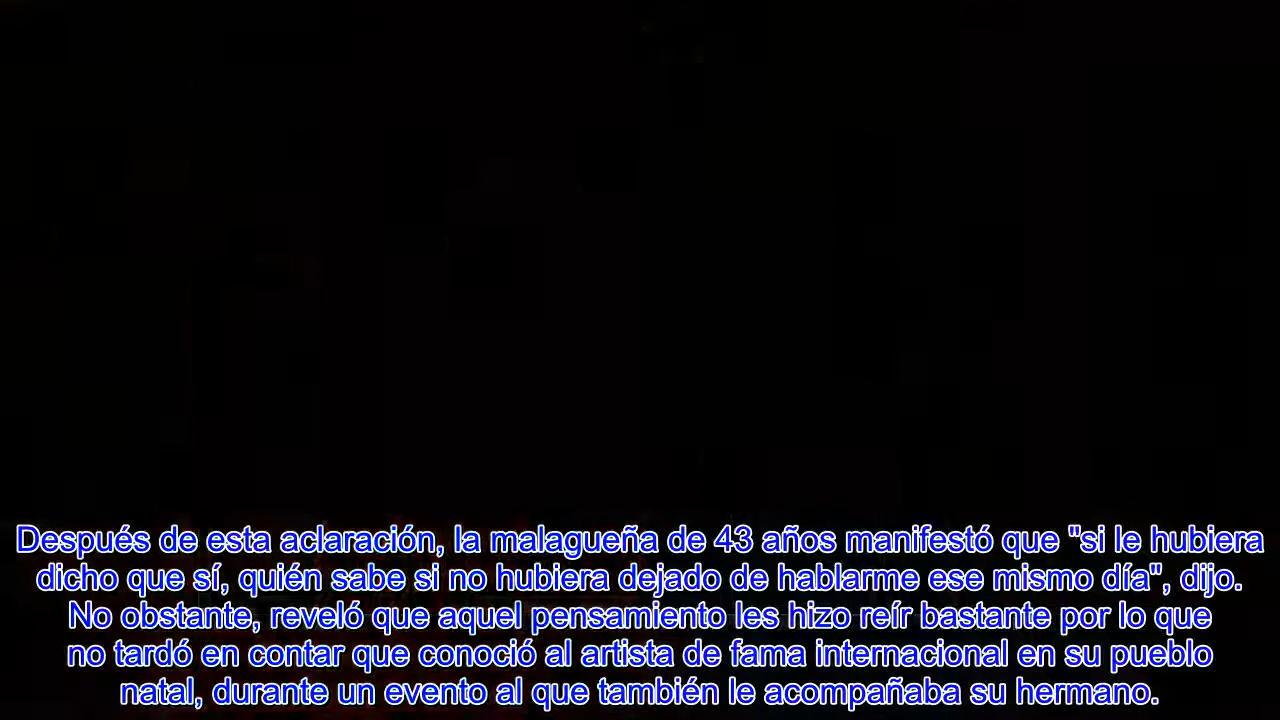 Después de esta aclaración, la malagueña de 43 años manifestó que "si le hubiera
dicho que sí, quién sabe si no hubiera dejado de hablarme ese mismo día", dijo.
No obstante, reveló que aquel pensamiento les hizo reír bastante por lo que
no tardó en contar que conoció al artista de fama internacional en su pueblo
natal, durante un evento al que también le acompañaba su hermano.